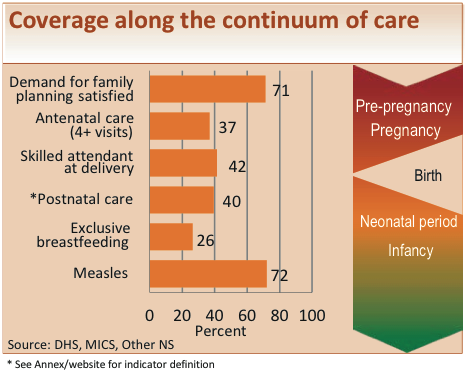 Coverage along the continuum of care
Demand for family
planning satisfied
71
Antenatal care
(4+ visits)
37
Skilled attendant
at delivery
42
*Postnatal care
40
Exclusive
breastfeeding
26
Measles
72
0 20 40 60 80 100
Percent
Source: DHS, MICS, Other NS
Pre-pregnancy
Pregnancy
Birth
Neonatal period
Infancy
* See Annex/website for indicator definition